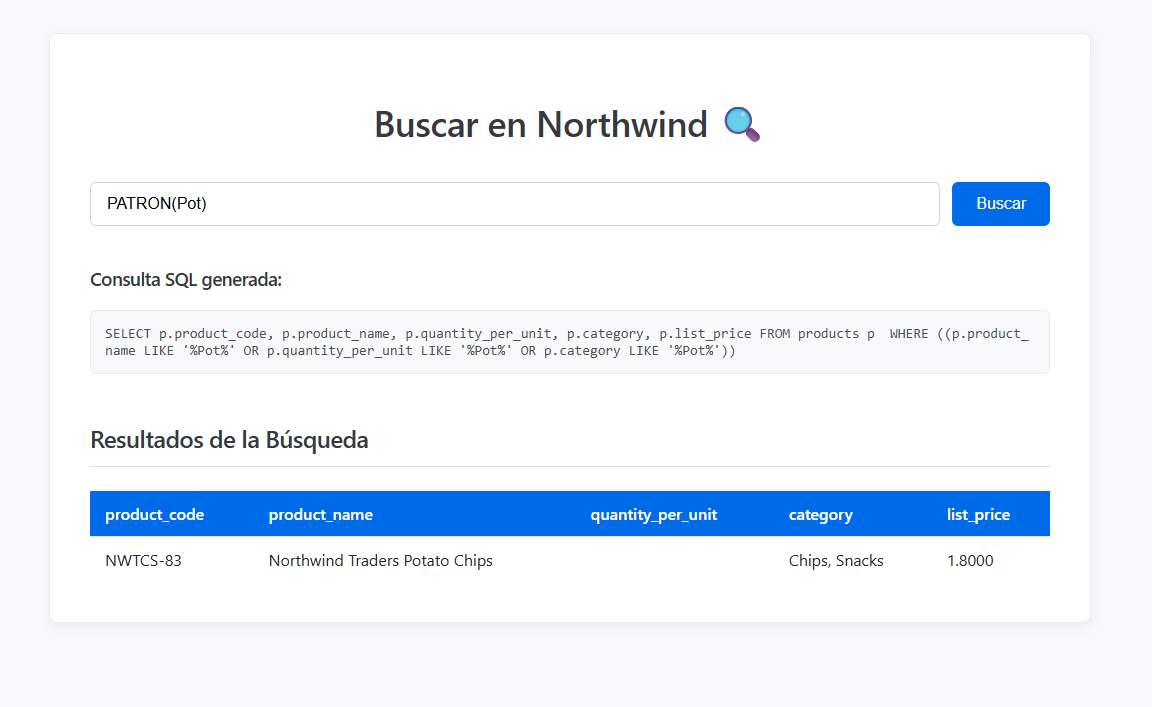 Buscar en Northwind
PATRON(Pot)
Buscar
Consulta SQL generada:
SELECT p.product_code, p.product_name, p.quantity_per_unit, p.category, p.list_price FROM products p  WHERE ((p.product_
name LIKE '%Pot%' OR p.quantity_per_unit LIKE '%Pot%' OR p.category LIKE '%Pot%'))
Resultados de la Búsqueda
product_code product_name quantity_per_unit category list_price
NWTCS-83 Northwind Traders Potato Chips Chips, Snacks 1.8000